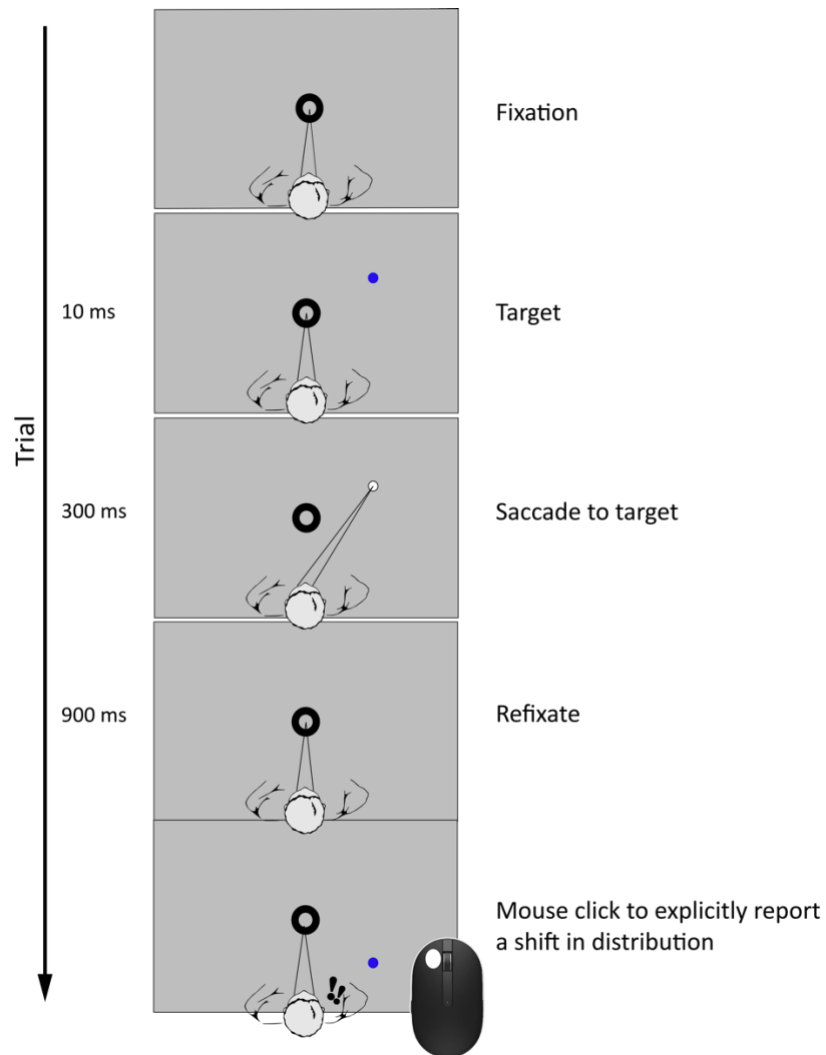 Fixation
10 ms
Target
Trial
300 ms
Saccade to target
900 ms
Refixate
Mouse click to explicitly report
a shift in distribution
!!